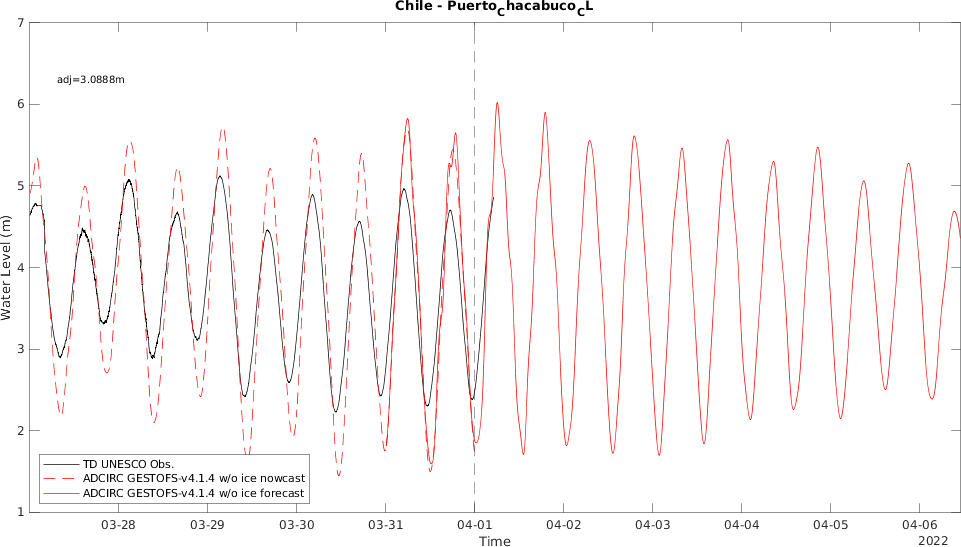 Chile - Puerto_Chacabuco_CL
7
adj=3.0888m
6
5
4
3
2
1
Water Level (m)
TD UNESCO Obs.
ADCIRC GESTOFS-v4.1.4 w/o ice nowcast
ADCIRC GESTOFS-v4.1.4 w/o ice forecast
03-28 03-29 03-30 03-31 04-01 04-02 04-03 04-04 04-05 04-06
Time
2022